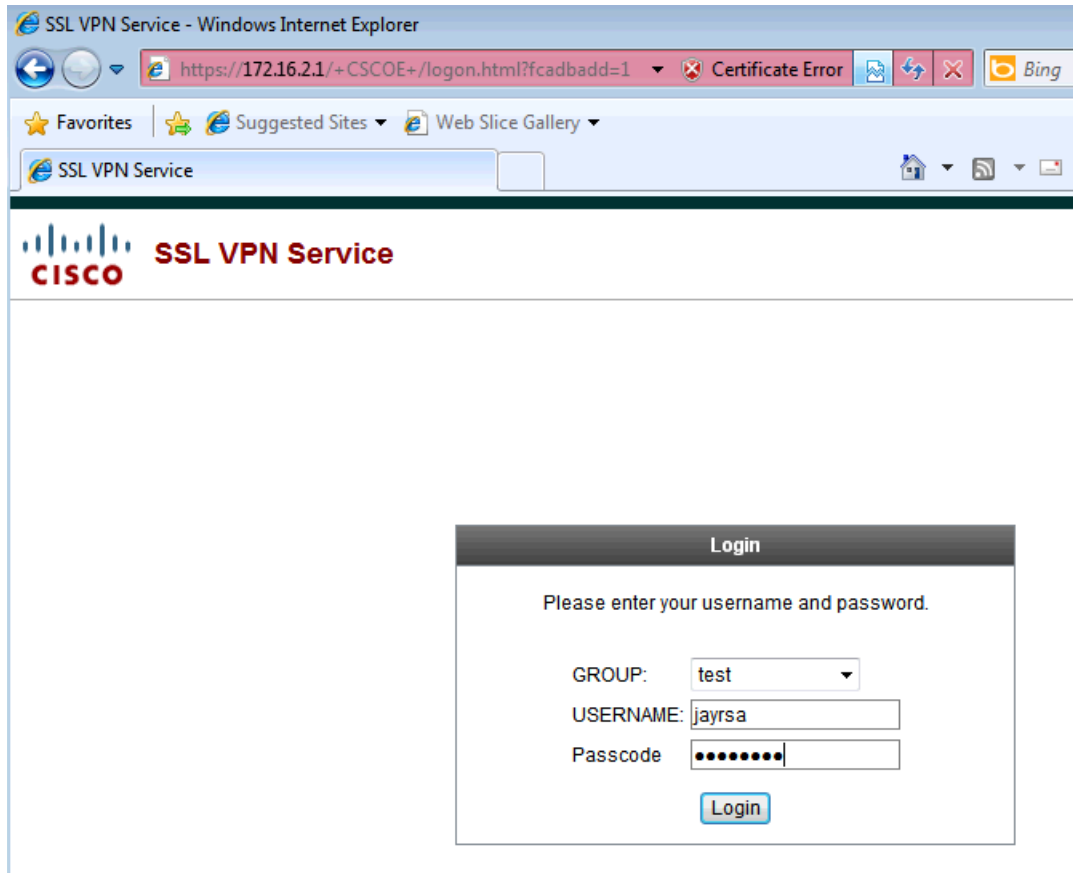 SSL VPN Service - Windows Internet Explorer
https://172.16.2.1/+CSCOE+/logon.html?fcadbadd=1 Certificate Error Bing
Favorites Suggested Sites Web Slice Gallery
SSL VPN Service
CISCO SSL VPN Service
Login
Please enter your username and password.
GROUP: test
USERNAME: jayrsa
Passcode ••••••••
Login